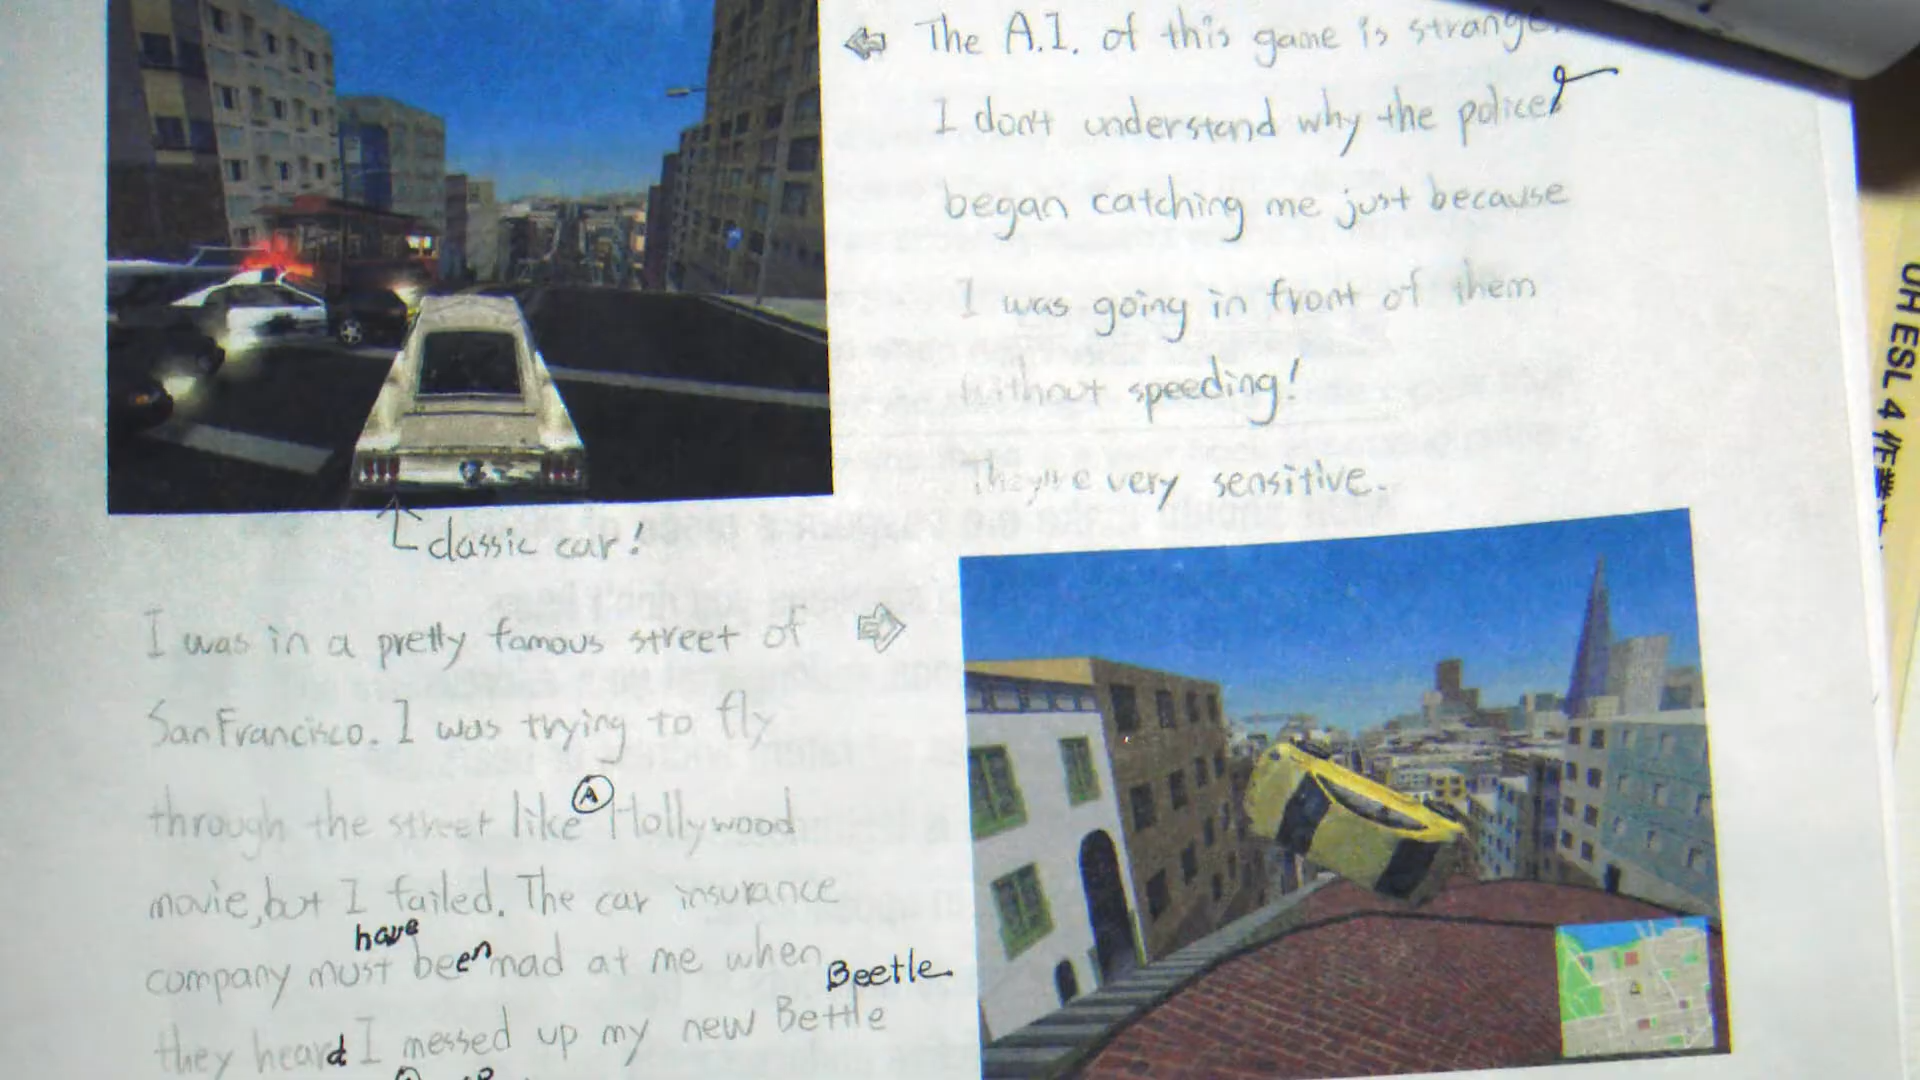 The A.I. of this game is strange.
I don't understand why the police
began catching me just because
I was going in front of them
without speeding!
They're very sensitive.
classic car!
I was in a pretty famous street of
San Francisco. I was trying to fly
through the street like A Hollywood
movie, but I failed. The car insurance
have
company must been mad at me when
Beetle
they heard I messed up my new Bettle
UH ESL 4 作業